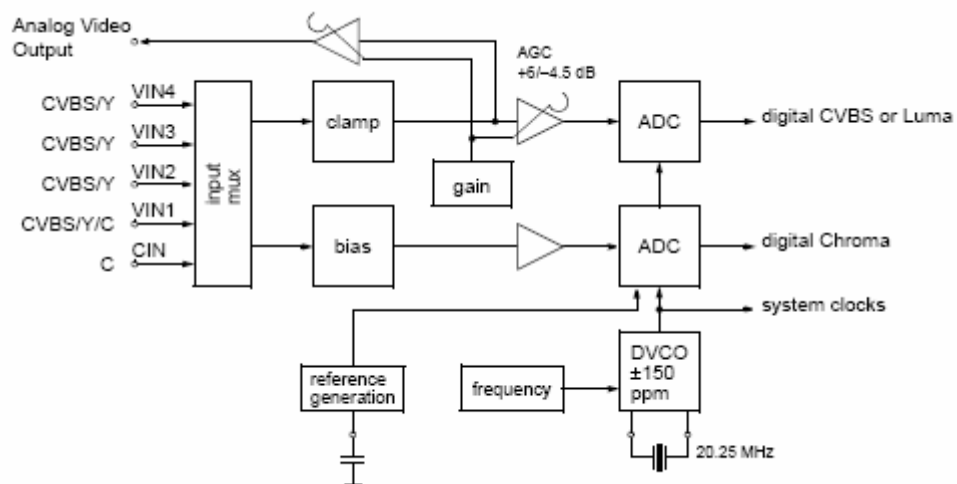 Analog Video
Output
AGC
+6/–4.5 dB
CVBS/Y
VIN4
CVBS/Y
VIN3
CVBS/Y
VIN2
CVBS/Y/C
VIN1
C
CIN
input
mux
clamp
gain
ADC
digital CVBS or Luma
bias
ADC
digital Chroma
system clocks
reference
generation
frequency
DVCO
±150
ppm
20.25 MHz